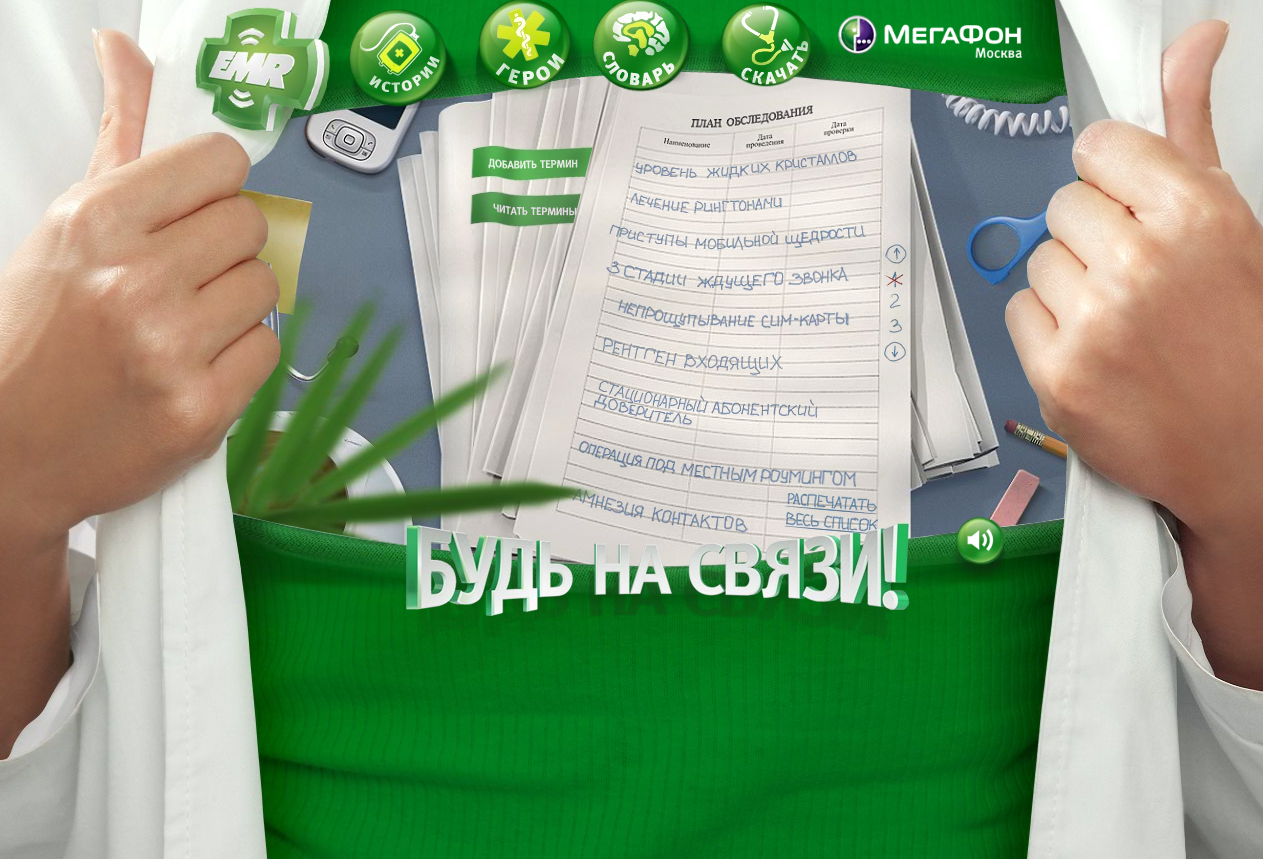 EMR
ИСТОРИИ
ГЕРОИ
СЛОВАРЬ
СКАЧАТЬ
МЕГАФОН
Москва
ДОБАВИТЬ ТЕРМИН
ЧИТАТЬ ТЕРМИНЫ
ПЛАН ОБСЛЕДОВАНИЯ
Наименование
Дата проведения
Дата проверки
УРОВЕНЬ ЖИДКИХ КРИСТАЛЛОВ
ЛЕЧЕНИЕ РИНГТОНАМИ
ПРИСТУПЫ МОБИЛЬНОЙ ЩЕДРОСТИ
3 СТАДИИ ЖДУЩЕГО ЗВОНКА
НЕПРОЩУПЫВАНИЕ СИМ-КАРТЫ
РЕНТГЕН ВХОДЯЩИХ
СТАЦИОНАРНЫЙ АБОНЕНТСКИЙ
ДОВЕРИТЕЛЬ
ОПЕРАЦИЯ ПОД МЕСТНЫМ РОУМИНГОМ
АМНЕЗИЯ КОНТАКТОВ
РАСПЕЧАТАТЬ
ВЕСЬ СПИСОК
1
2
3
БУДЬ НА СВЯЗИ!